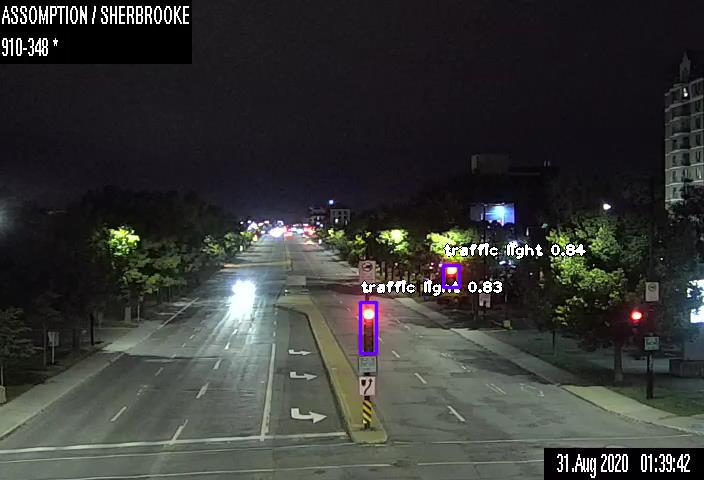 ASSOMPTION / SHERBROOKE
910-348 *
traffic light 0.84
traffic light 0.83
31.Aug 2020 01:39:42